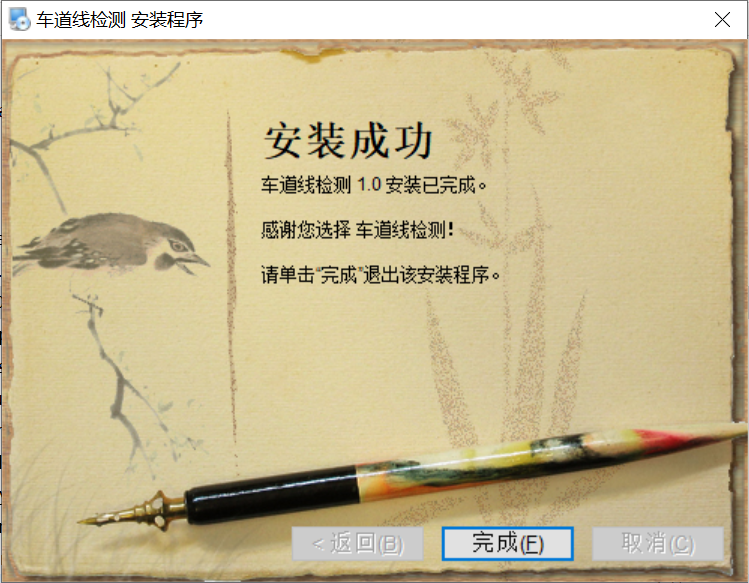 车道线检测 安装程序
安装成功
车道线检测 1.0 安装已完成。
感谢您选择 车道线检测!
请单击“完成”退出该安装程序。
< 返回(B)
完成(F)
取消(C)